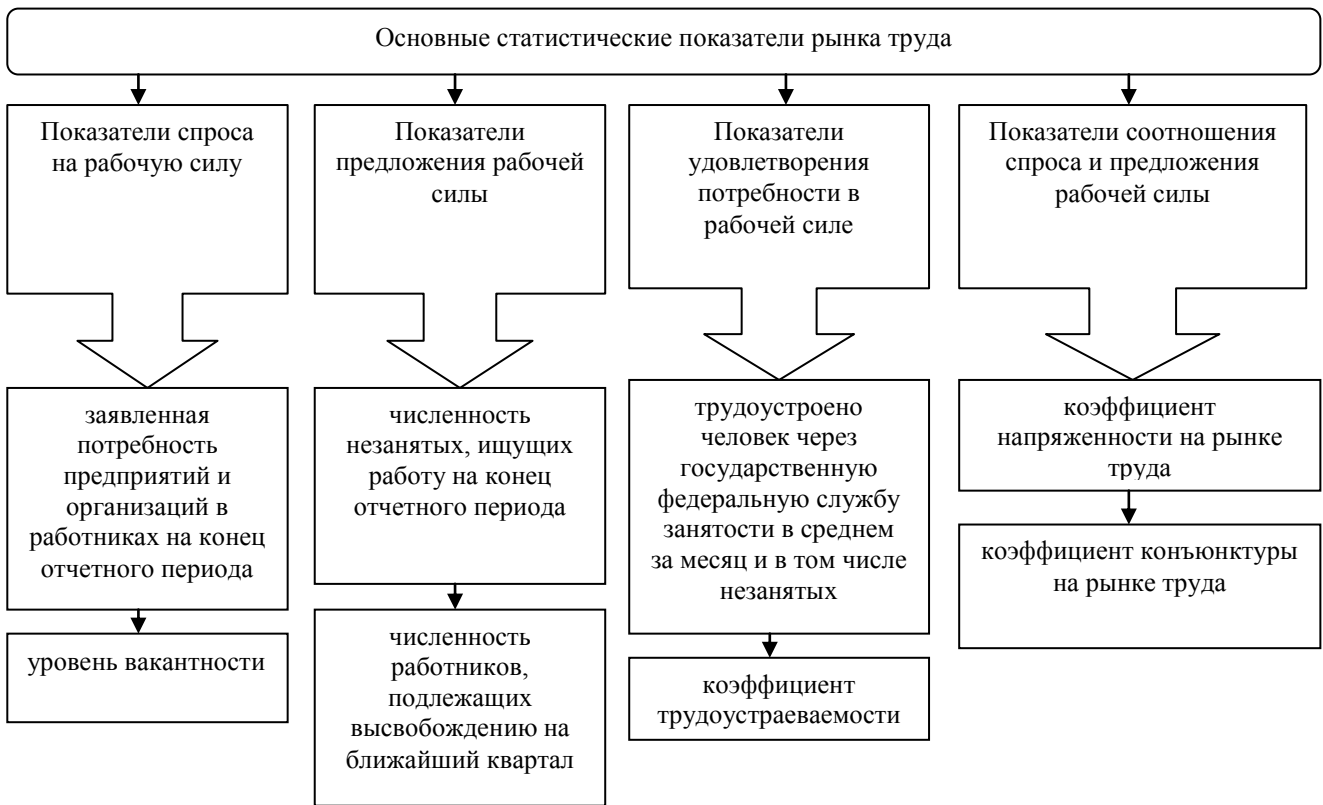 Основные статистические показатели рынка труда
Показатели спроса
на рабочую силу
Показатели
предложения рабочей
силы
Показатели
удовлетворения
потребности в
рабочей силе
Показатели соотношения
спроса и предложения
рабочей силы
заявленная
потребность
предприятий и
организаций в
работниках на конец
отчетного периода
численность
незанятых, ищущих
работу на конец
отчетного периода
трудоустроено
человек через
государственную
федеральную службу
занятости в среднем
за месяц и в том числе
незанятых
коэффициент
напряженности на рынке
труда
коэффициент конъюнктуры
на рынке труда
уровень вакантности
численность
работников,
подлежащих
высвобождению на
ближайший квартал
коэффициент
трудоустраеваемости